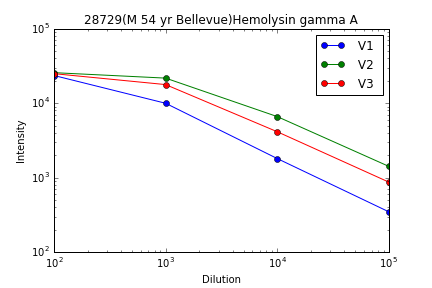 28729(M 54 yr Bellevue)Hemolysin gamma A
10^5
10^4
10^3
10^2
Intensity
V1
V2
V3
10^2 10^3 10^4 10^5
Dilution